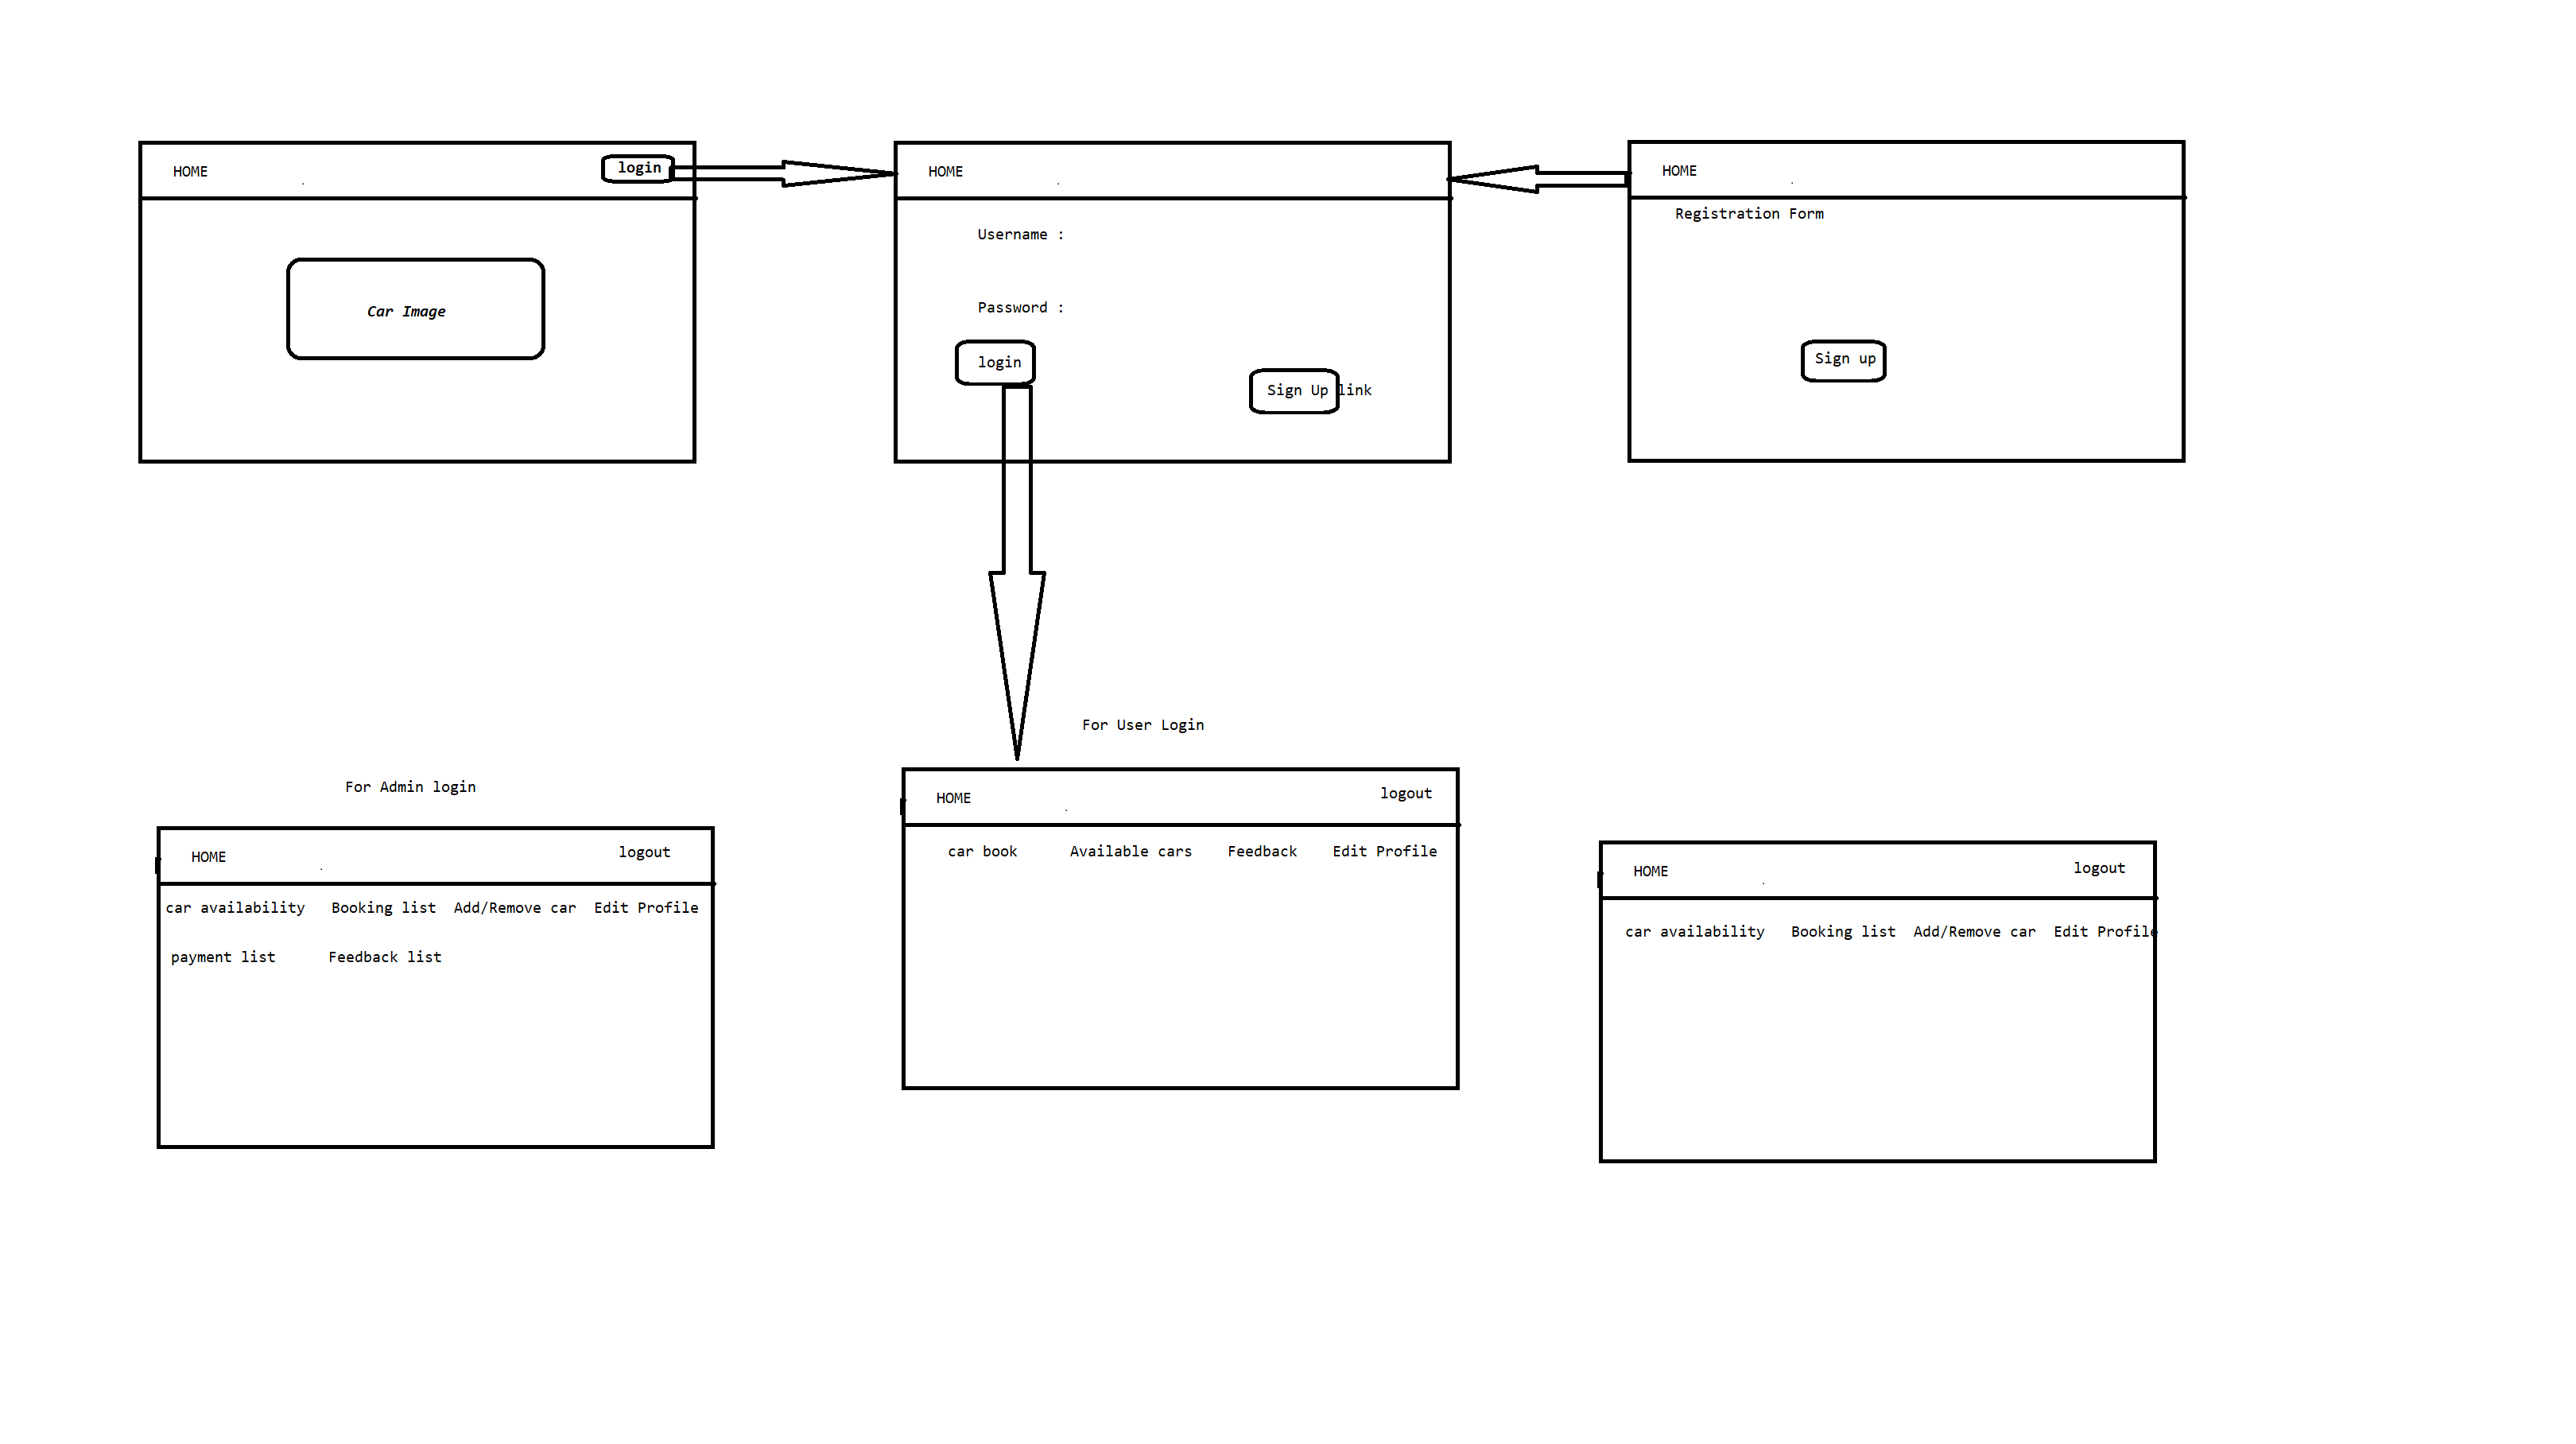 HOME
login
Car Image
HOME
Username :
Password :
login
Sign Up link
HOME
Registration Form
Sign up
For Admin login
HOME
logout
car availability Booking list Add/Remove car Edit Profile
payment list Feedback list
For User Login
HOME
logout
car book Available cars Feedback Edit Profile
HOME
logout
car availability Booking list Add/Remove car Edit Profile